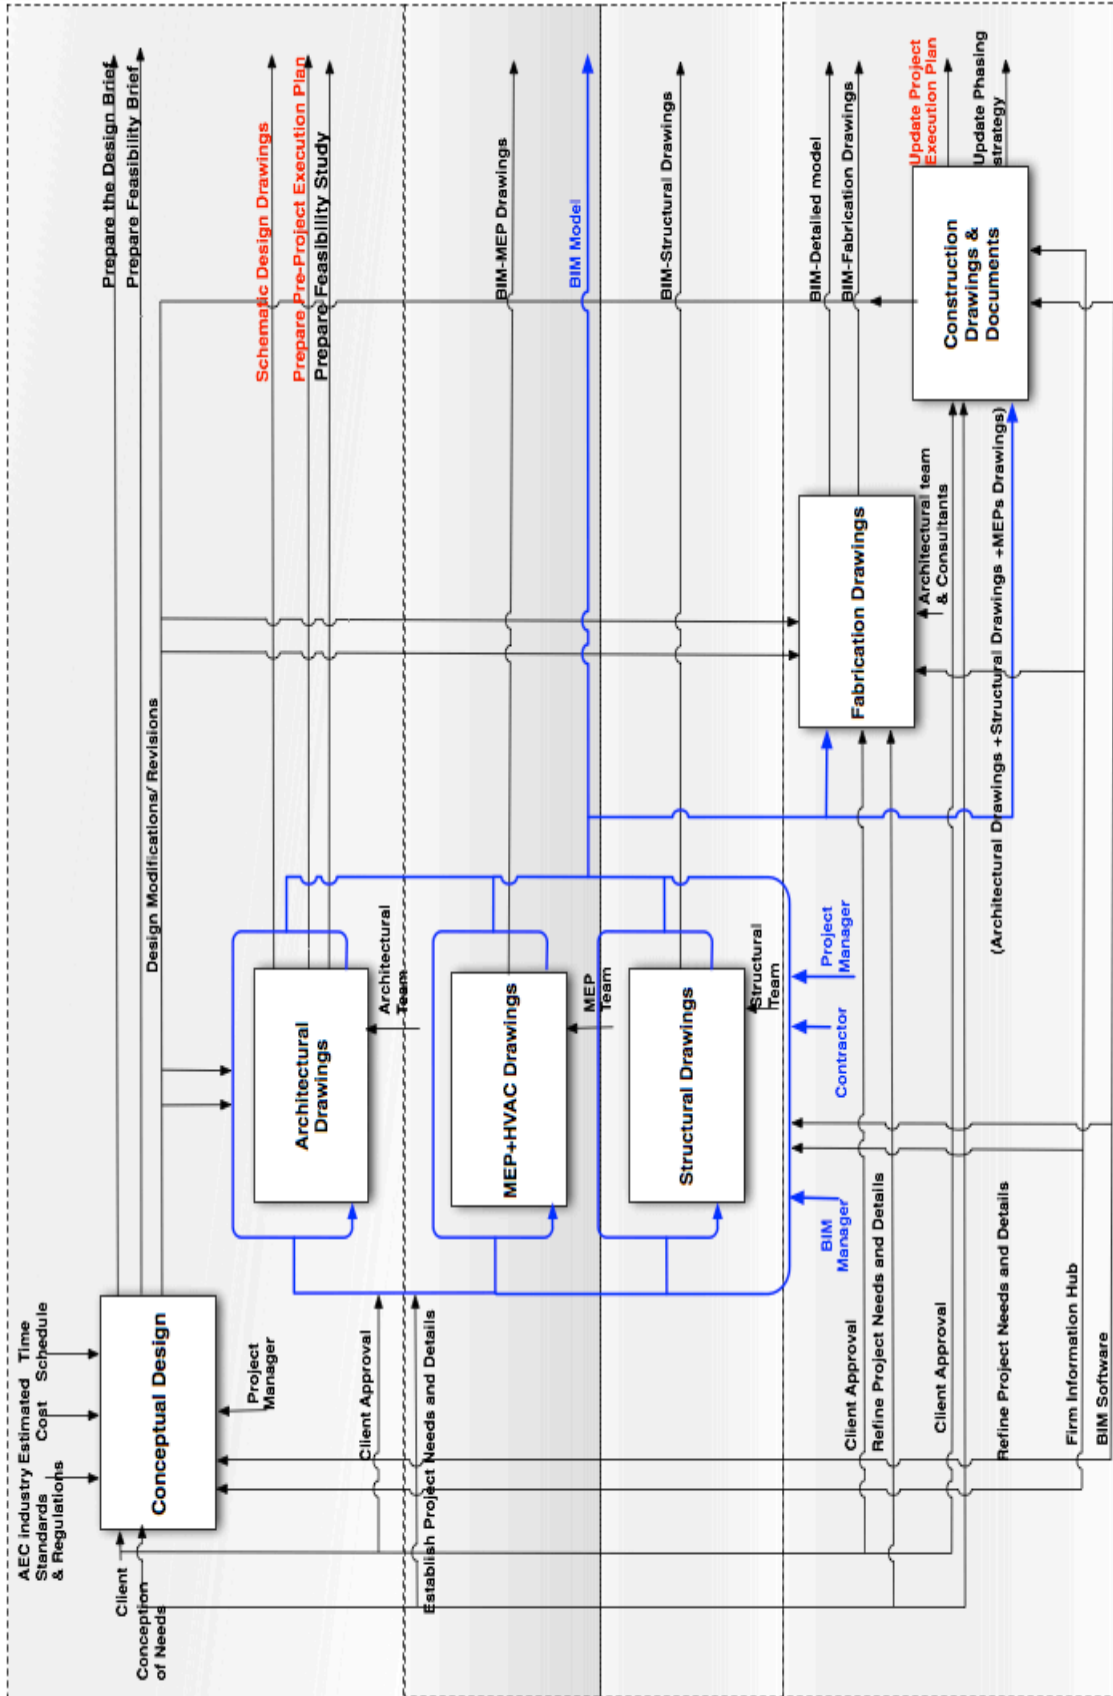 AEC industry
Standards
& Regulations
Estimated
Cost
Time
Schedule
Client
Conception
of Needs
Conceptual Design
Project
Manager
Prepare the Design Brief
Prepare Feasibility Brief
Design Modifications/ Revisions
Client Approval
Establish Project Needs and Details
Architectural
Drawings
Architectural
Team
Schematic Design Drawings
Prepare Pre-Project Execution Plan
Prepare Feasibility Study
MEP+HVAC Drawings
MEP
Team
BIM-MEP Drawings
BIM Model
Structural Drawings
Structural
Team
BIM-Structural Drawings
BIM
Manager
Contractor
Project
Manager
Client Approval
Refine Project Needs and Details
Fabrication Drawings
Architectural team
& Consultants
BIM-Detailed model
BIM-Fabrication Drawings
Client Approval
Refine Project Needs and Details
(Architectural Drawings +Structural Drawings +MEPs Drawings)
Construction
Drawings &
Documents
Update Project
Execution Plan
Update Phasing
strategy
Firm Information Hub
BIM Software